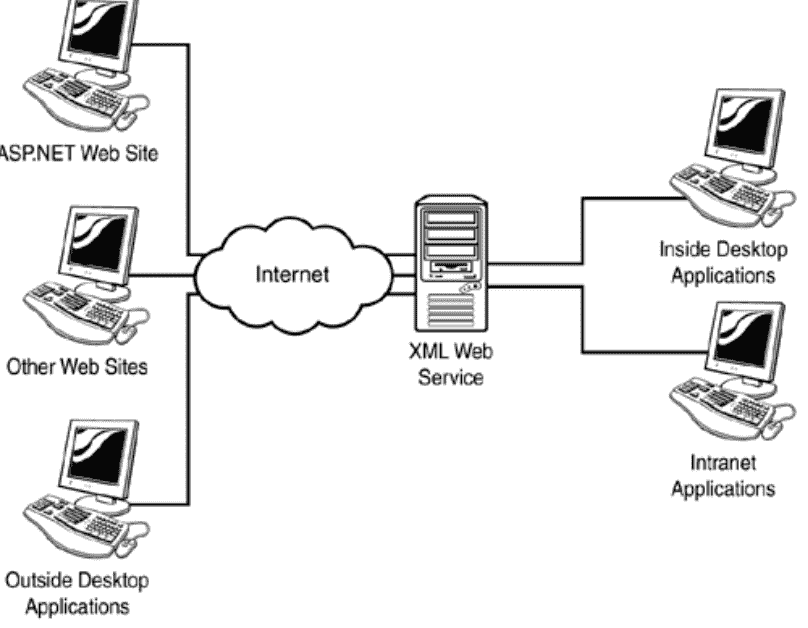 ASP.NET Web Site
Other Web Sites
Outside Desktop
Applications
Internet
XML Web
Service
Inside Desktop
Applications
Intranet
Applications